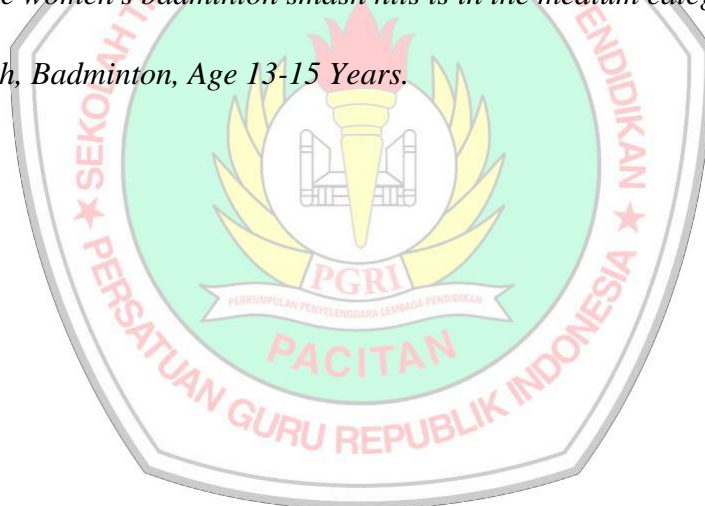 women's badminton smash hits is in the medium
Badminton, Age 13-15 Years.
★ SEKOLAH
PENDIDIKAN ★
PGRI
PERKUMPULAN PENYELENGGARA LEMBAGA PENDIDIKAN
PACITAN
PERSATUAN GURU REPUBLIK INDONESIA